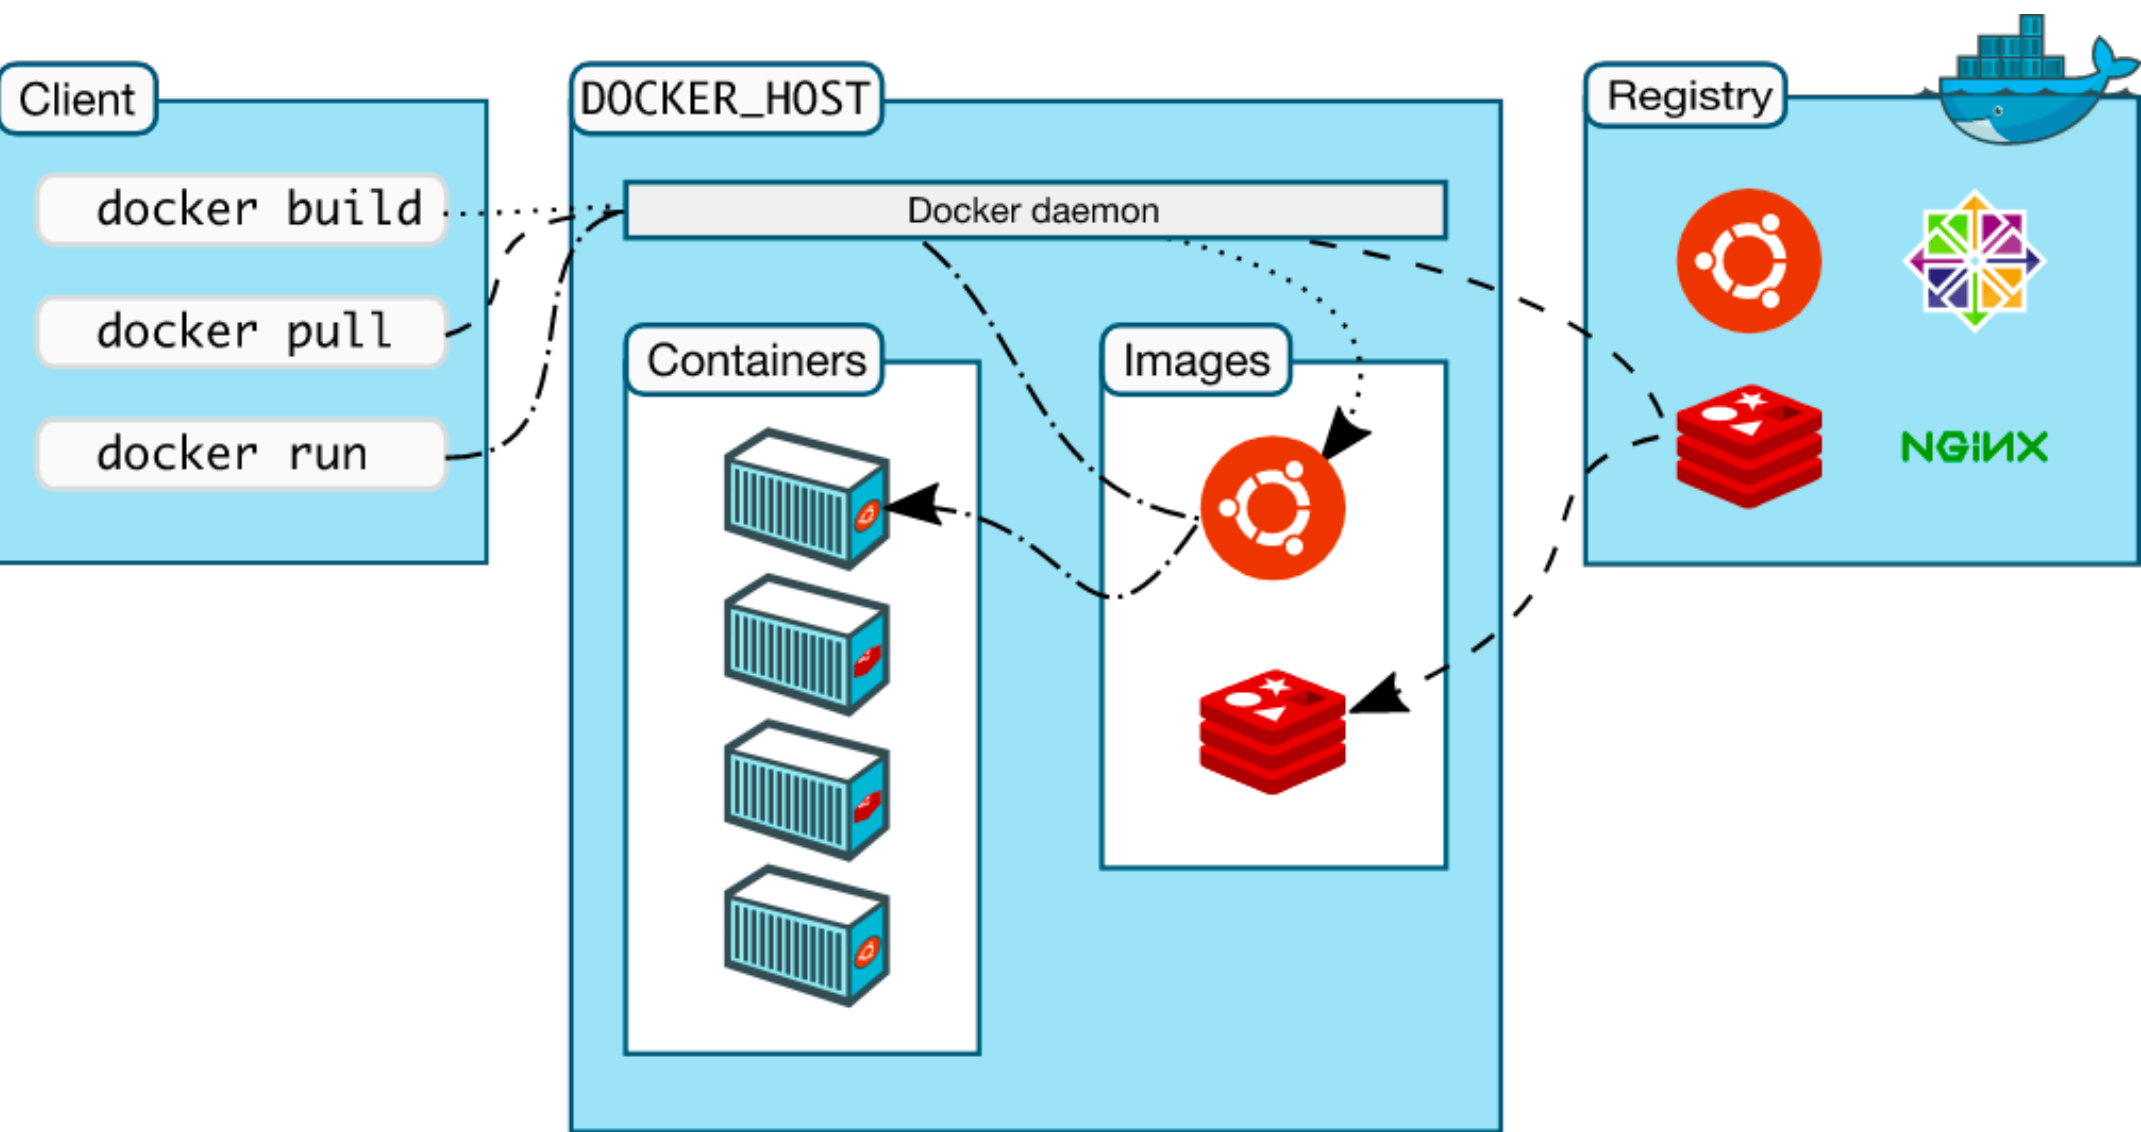 Client
docker build
docker pull
docker run
DOCKER_HOST
Docker daemon
Containers
Images
Registry
NGiNX